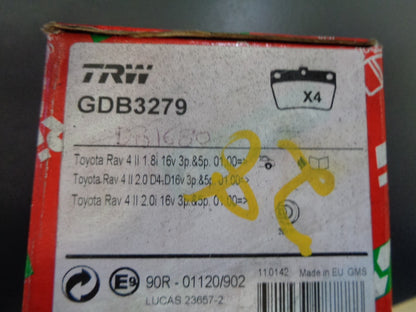 TRW
GDB3279
X4
DB1680
Toyota Rav 4 II 1.8i 16v 3p.&5p. 01.00=>
Toyota Rav 4 II 2.0 D4-D16v 3p.&5p. 01.00=>
Toyota Rav 4 II 2.0i 16v 3p.&5p. 01.00=>
E9 90R - 01120/902
11.0142 Made in EU GMS
LUCAS 23657-2